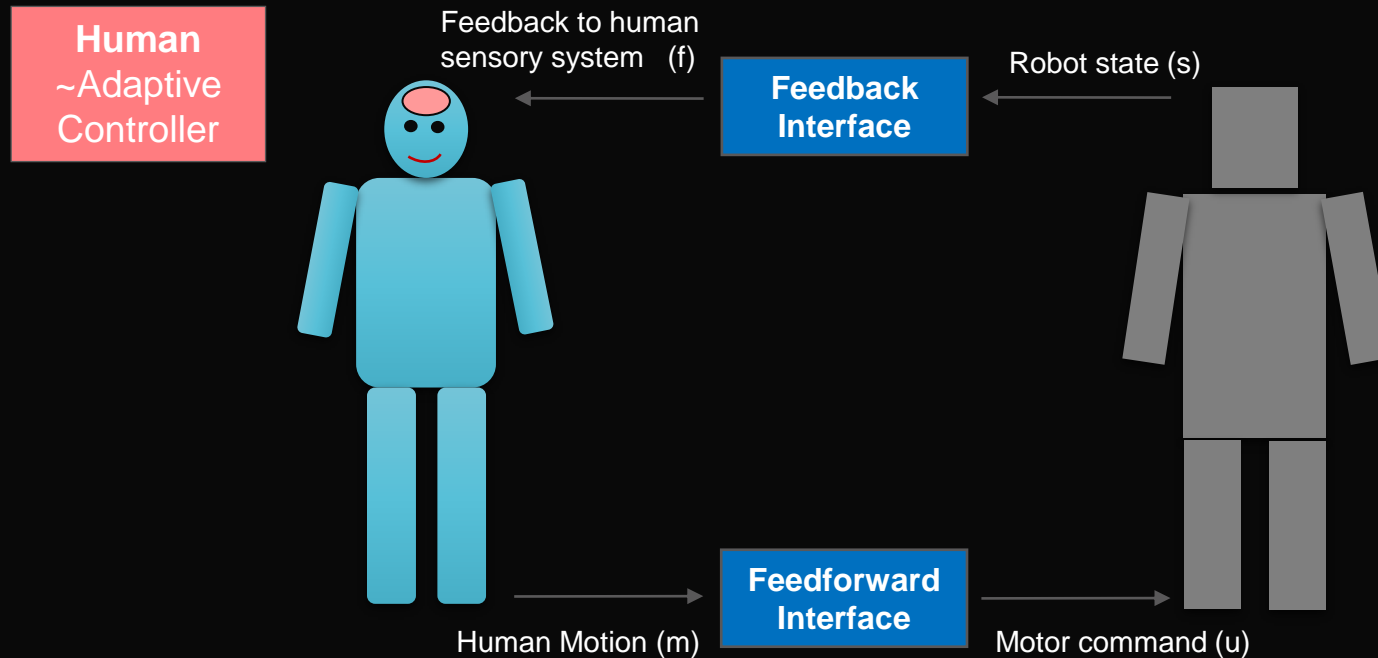 Human
~Adaptive
Controller
Feedback to human
sensory system (f)
Feedback
Interface
Robot state (s)
Human Motion (m)
Feedforward
Interface
Motor command (u)